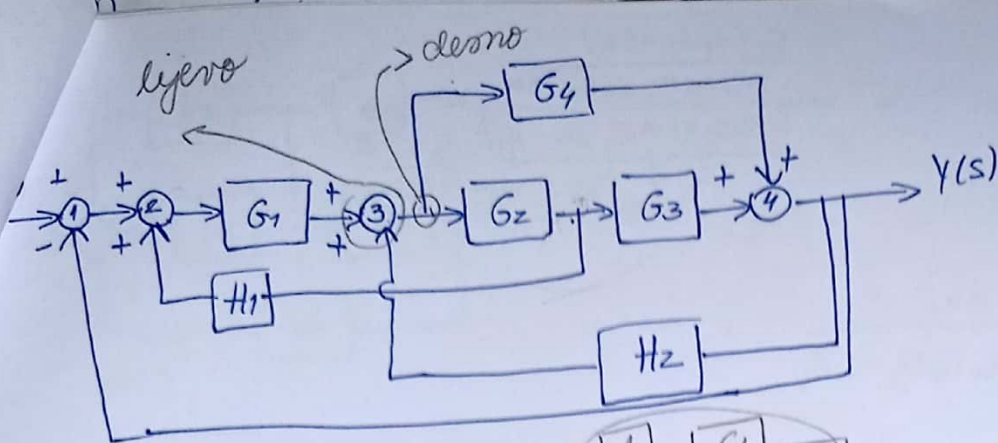 lijevo
desno
G4
+
+ + + + + Y(s)
1 2 G1 3 G2 G3 4
- + +
H1
H2